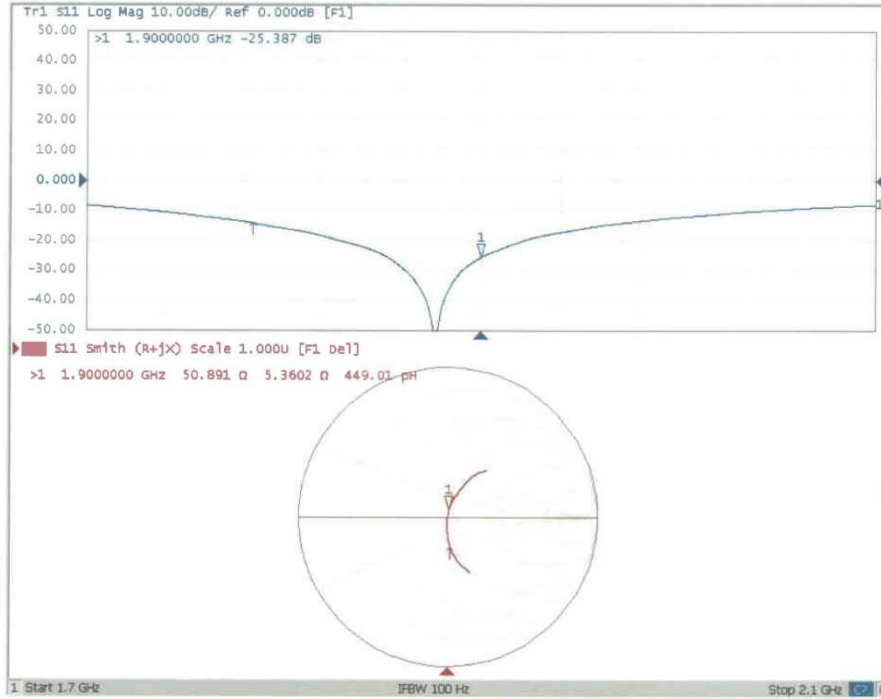 Tr1 S11 Log Mag 10.00dB/ Ref 0.000dB [F1]
50.00
>1 1.9000000 GHz -25.387 dB
40.00
30.00
20.00
10.00
0.000
-10.00
1
-20.00
1
-30.00
-40.00
-50.00
S11 Smith (R+jX) Scale 1.000U [F1 Del]
>1 1.9000000 GHz 50.891 Ω 5.3602 Ω 449.01 pH
1
1 Start 1.7 GHz IFBW 100 Hz Stop 2.1 GHz C?